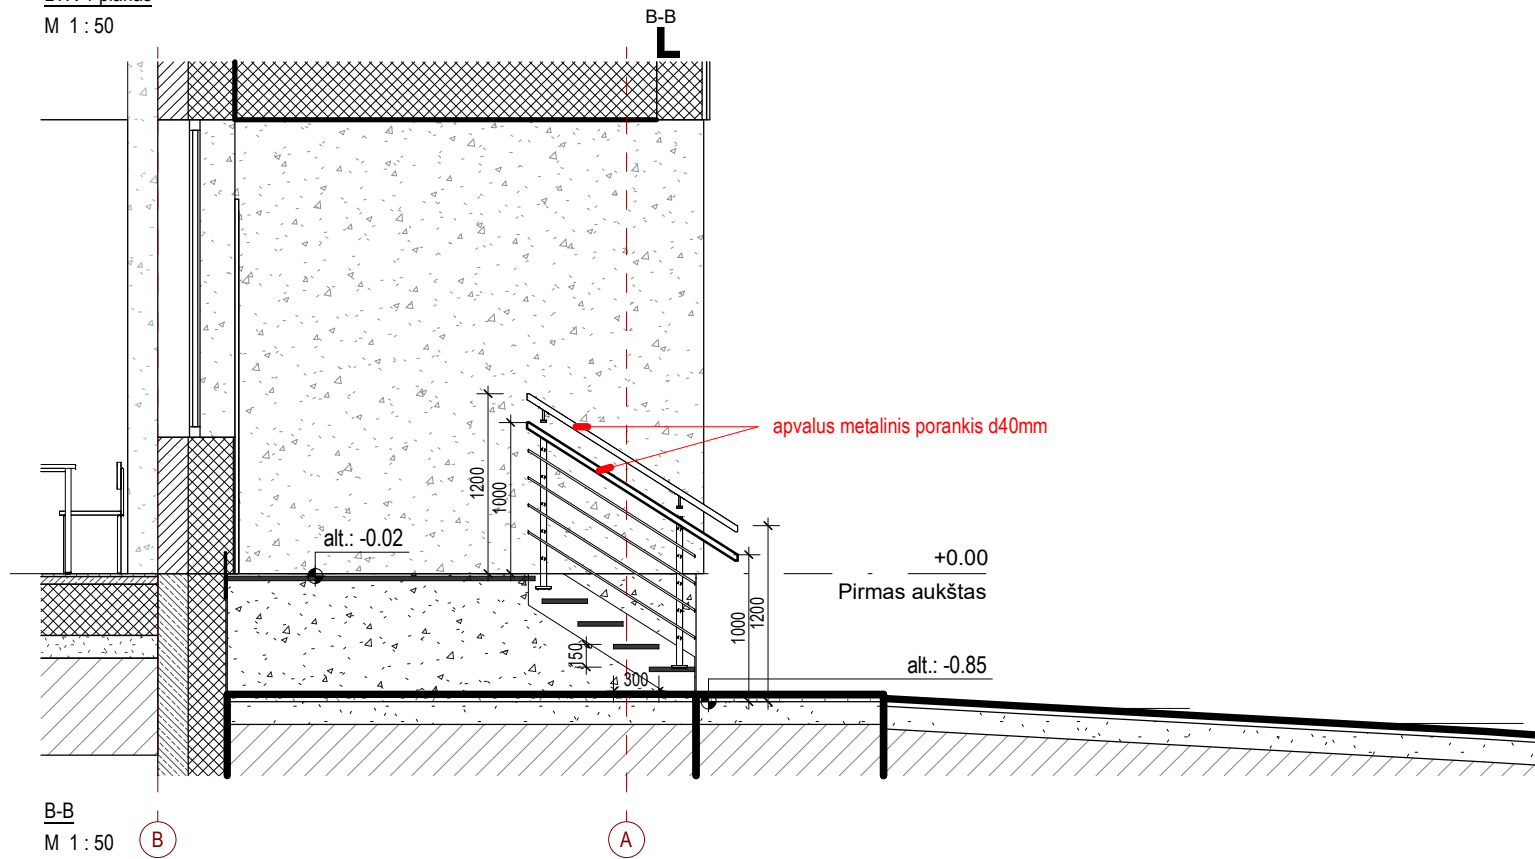 M 1 : 50
B-B
apvalus metalinis porankis d40mm
1200
1000
alt.: -0.02
+0.00
Pirmas aukštas
1000
1200
150
300
alt.: -0.85
B-B
M 1 : 50
B
A